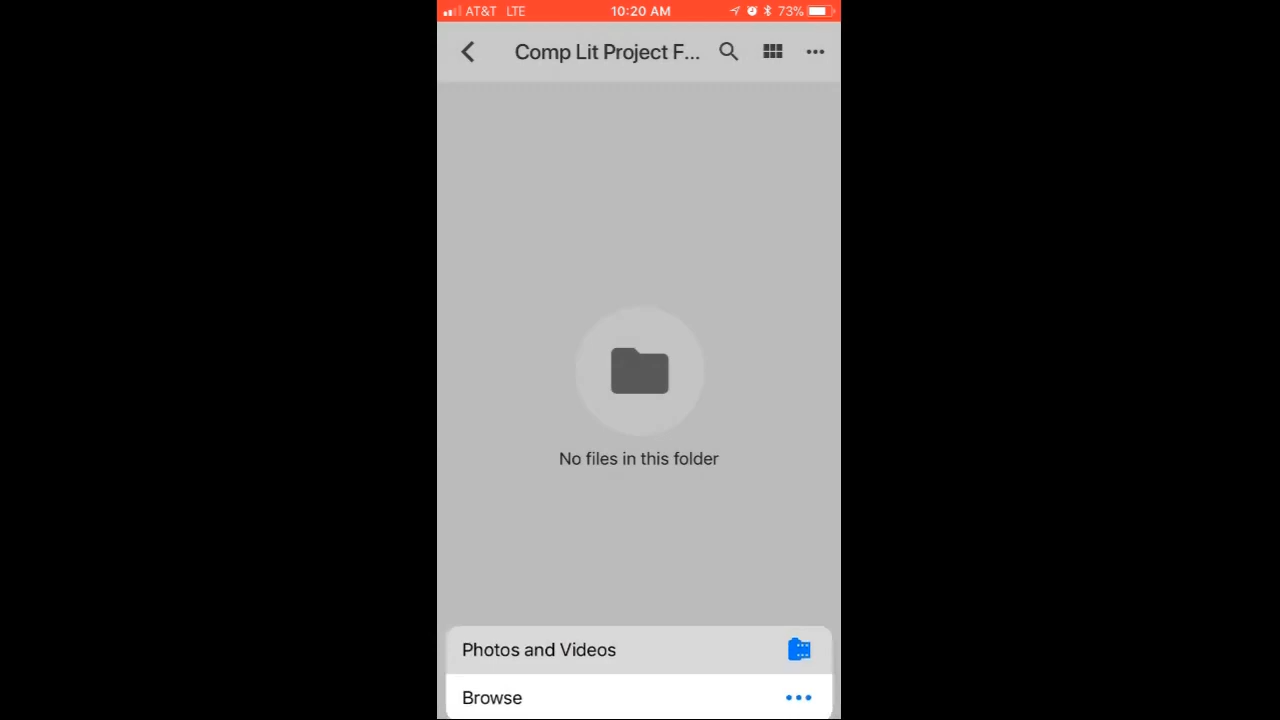 AT&T LTE 10:20 AM 73%
Comp Lit Project F...
No files in this folder
Photos and Videos
Browse